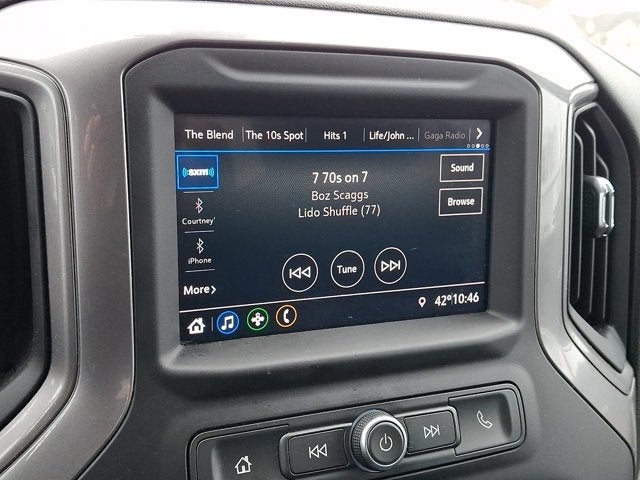 The Blend The 10s Spot Hits 1 Life/John ... Gaga Radio
SXM
7 70s on 7
Boz Scaggs
Lido Shuffle (77)
Sound
Browse
Courtney'
iPhone
Tune
More
42° 10:46